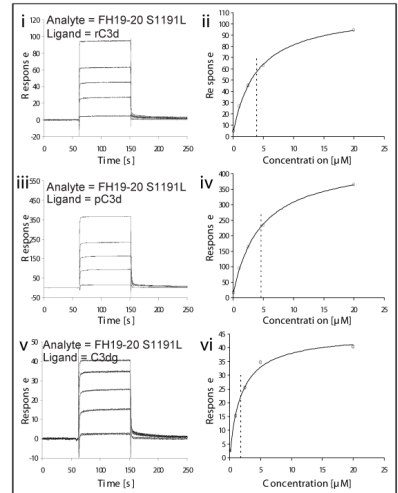 i
Analyte = FH19-20 S1191L
Ligand = rC3d
Respons e
120
100
80
60
40
20
0
-20
0 50 100 150 200 250
Time [s]
ii
Re spons e
110
100
90
80
70
60
50
40
30
20
10
0
0 5 10 15 20 25
Concentrati on [µM]
iii
Analyte = FH19-20 S1191L
Ligand = pC3d
Respons e
550
450
350
250
150
50
-50
0 50 100 150 200 250
Time [s]
iv
Respons e
400
350
300
250
200
150
100
50
0
0 5 10 15 20 25
Concentrati on [µM]
v
Analyte = FH19-20 S1191L
Ligand = C3dg
Respons e
50
40
30
20
10
0
-10
0 50 100 150 200 250
Time [s]
vi
Respons e
45
40
35
30
25
20
15
10
5
0
0 5 10 15 20 25
C oncentrati on [µM]